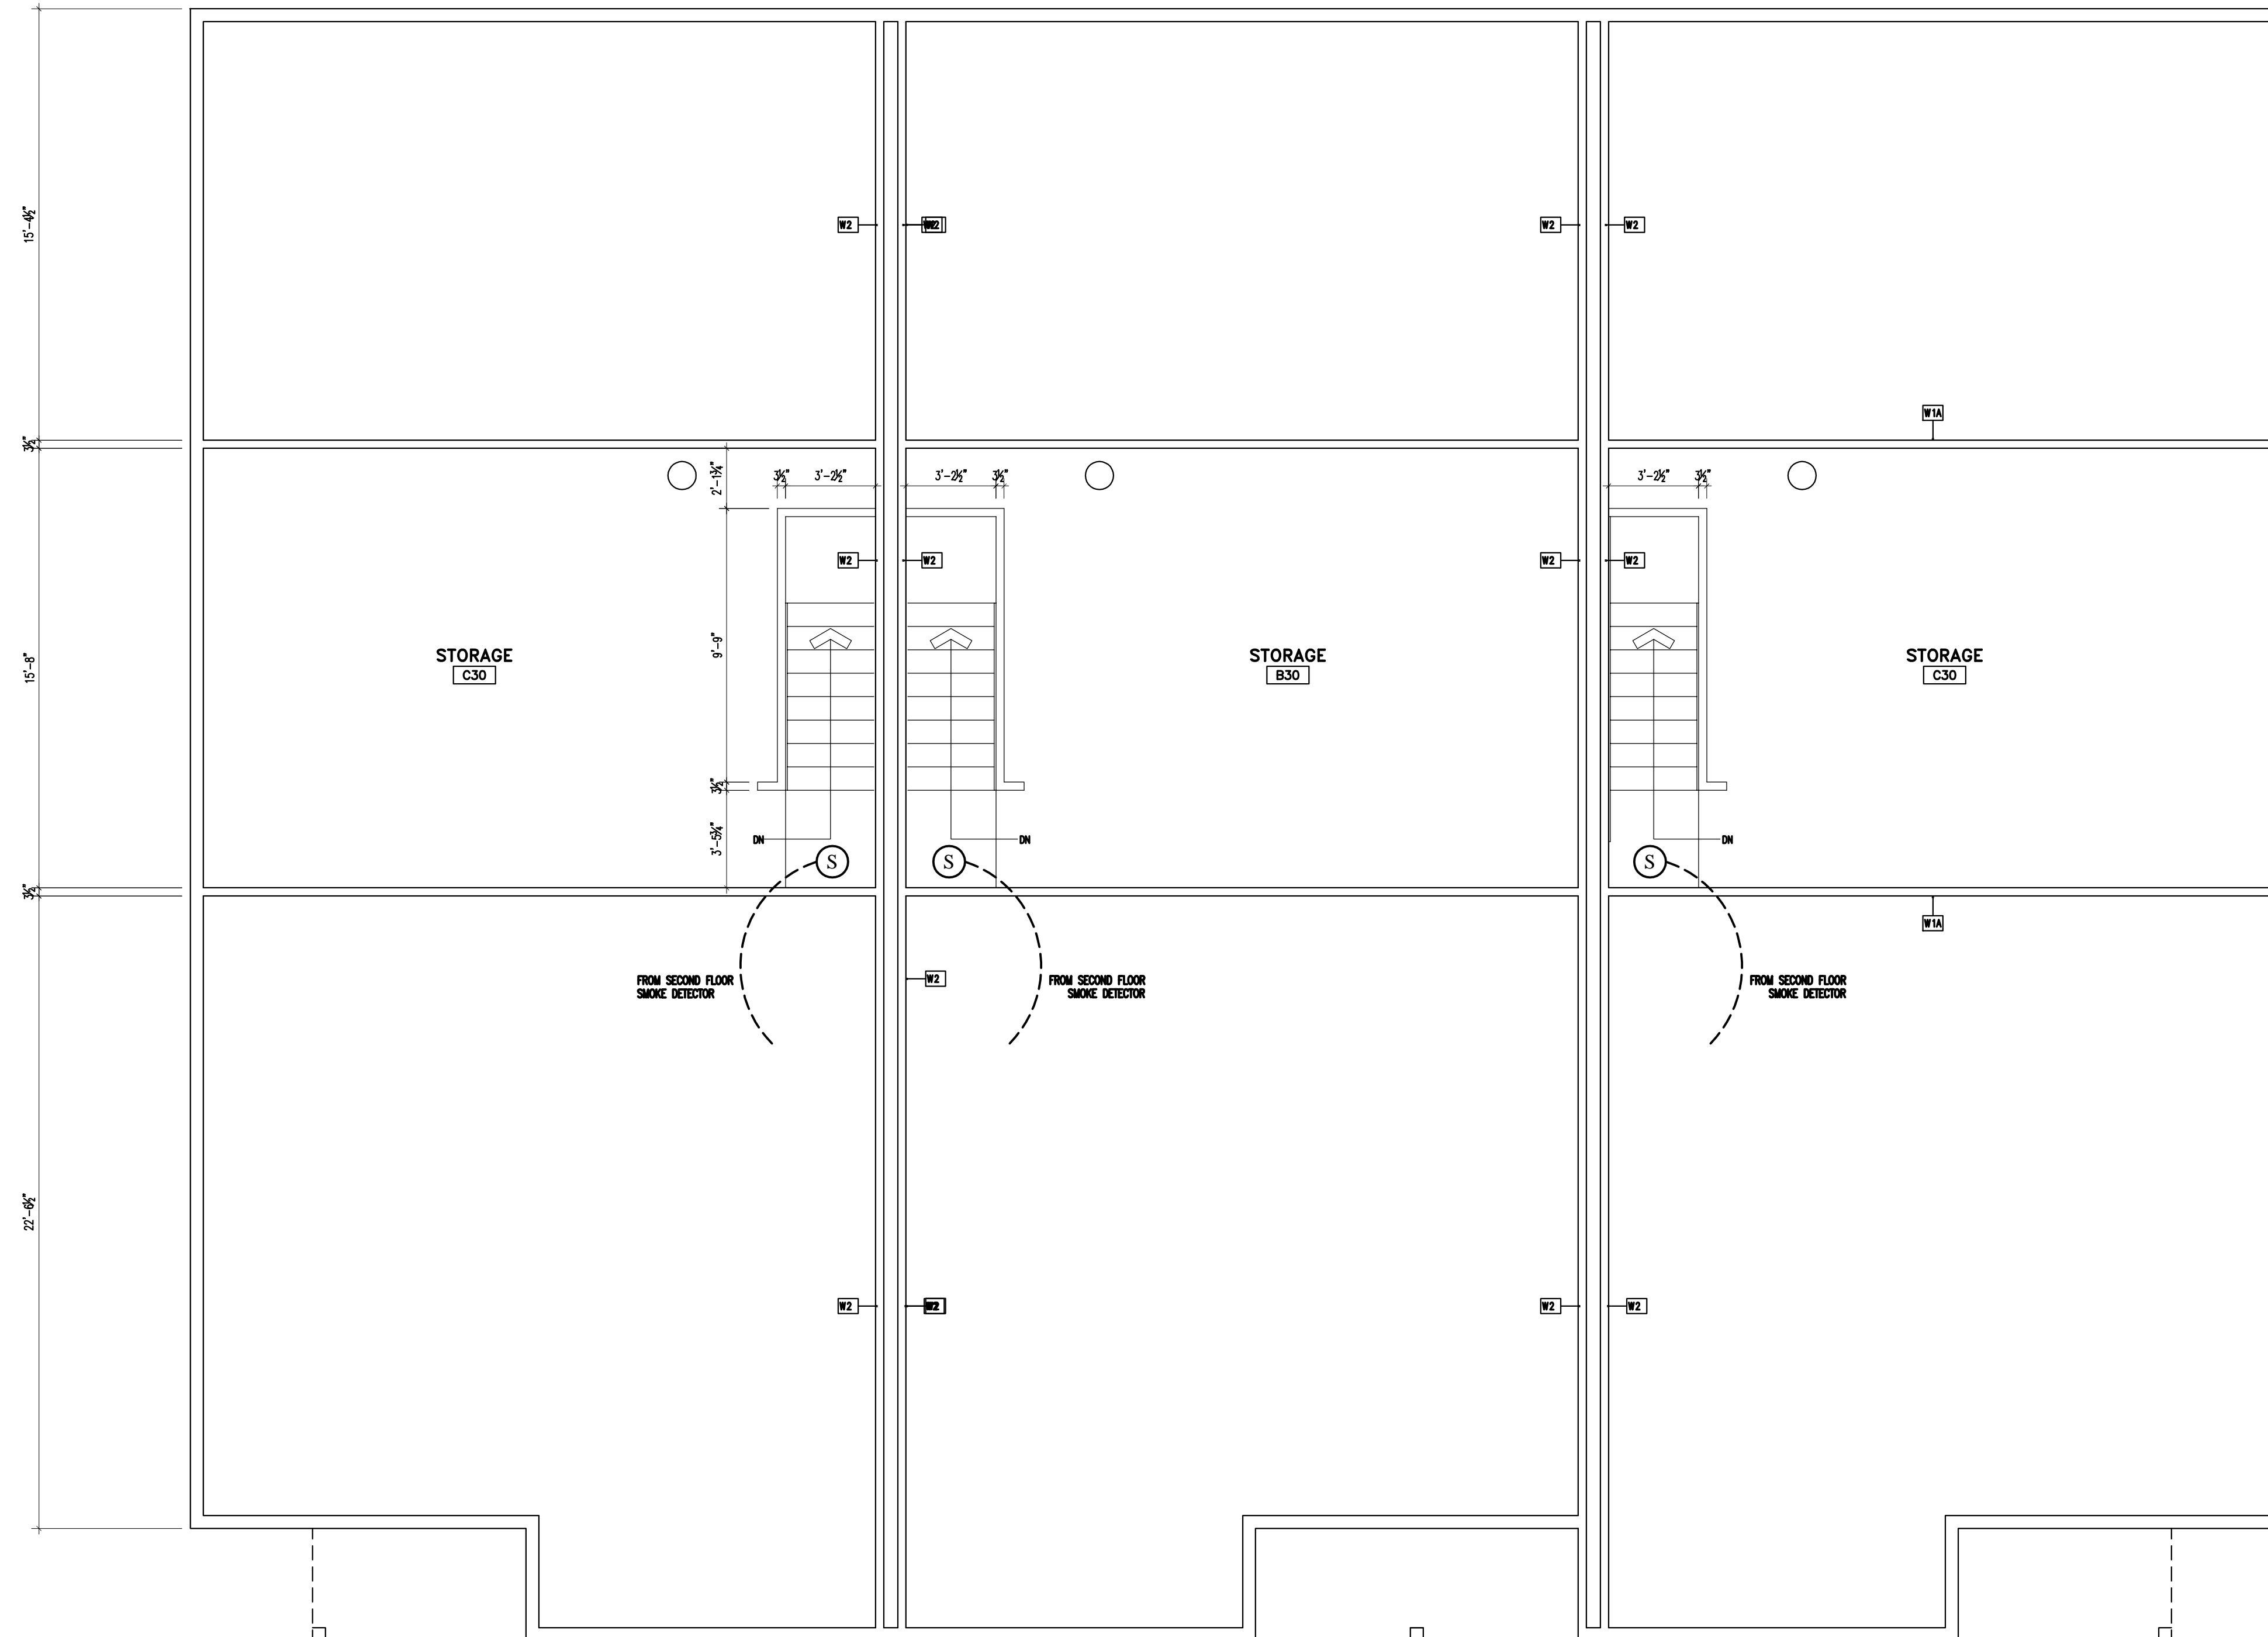 15'-4½"
W2
W2
W2
W2
W2
W1A
3½"
2'-1¾"
3½"
3'-2½"
3'-2½"
3½"
3'-2½"
3½"
W2
W2
W2
W2
15'-8"
9'-9"
STORAGE
C30
STORAGE
B30
STORAGE
C30
3½"
3'-5¾"
DN
DN
DN
S
S
S
3½"
W1A
FROM SECOND FLOOR
SMOKE DETECTOR
W2
FROM SECOND FLOOR
SMOKE DETECTOR
FROM SECOND FLOOR
SMOKE DETECTOR
22'-6½"
W2
W2
W2
W2